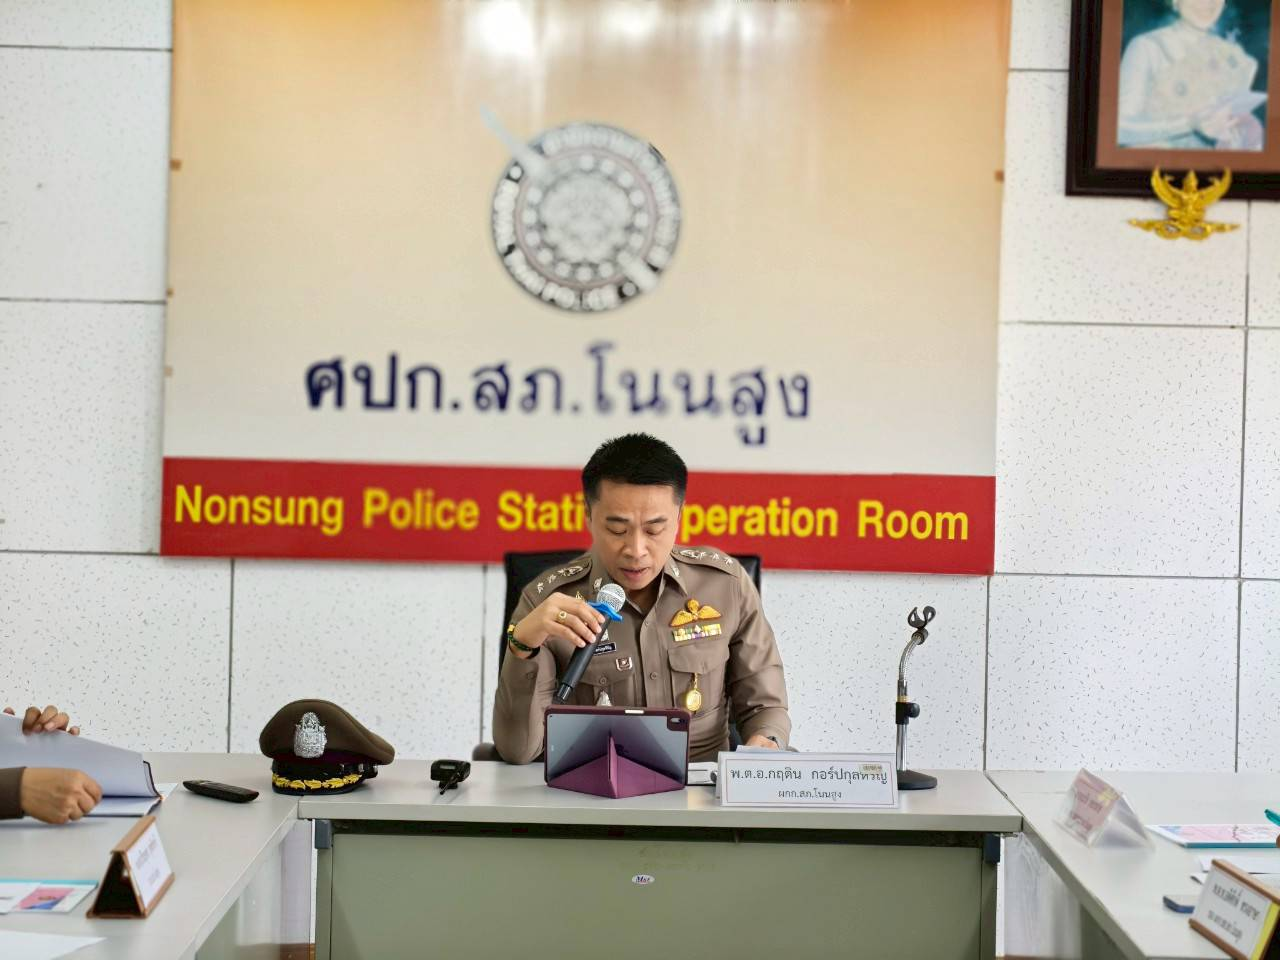 ศปก.สภ.โนนสูง
Nonsung Police Stati peration Room
พ.ต.อ.กฤติน กอร์ปกุลหิรัญ
ผกก.สภ.โนนสูง